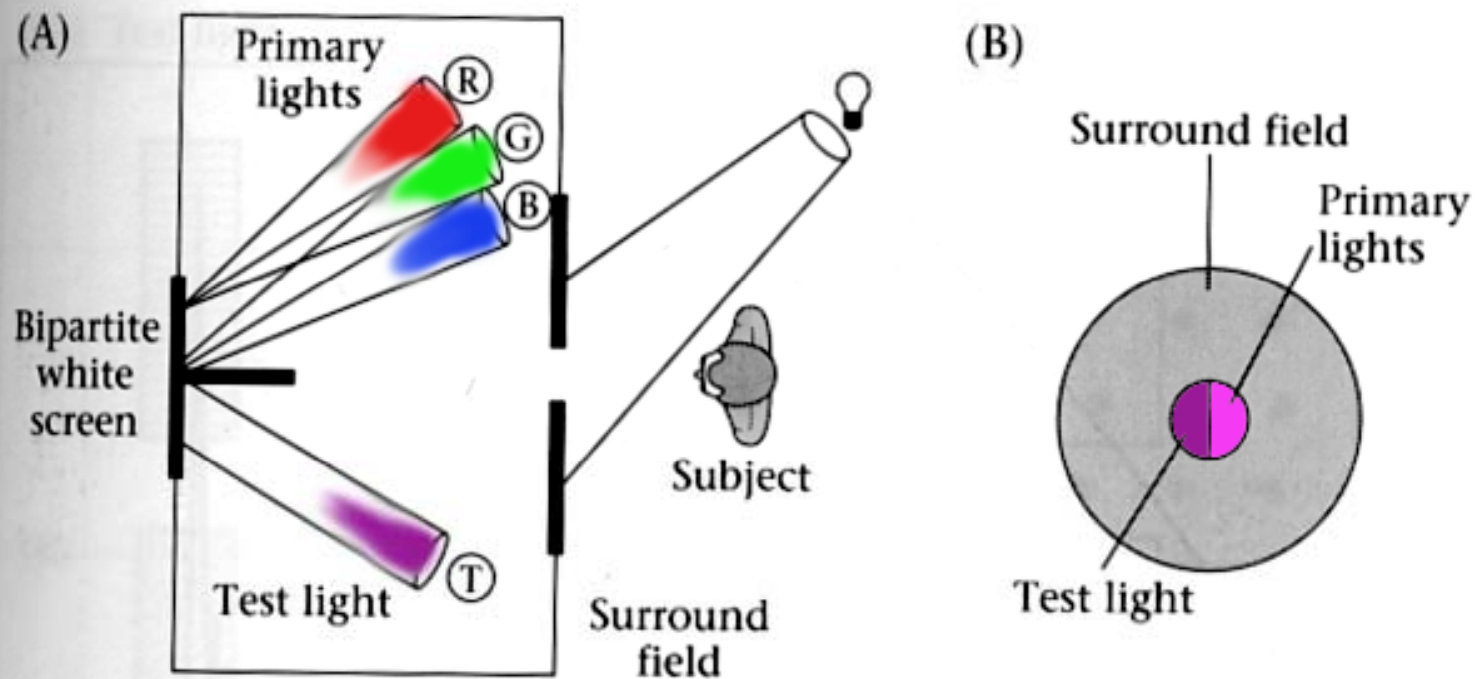 (A)
Primary
lights
R
G
B
Bipartite
white
screen
Test light
T
Subject
Surround
field
(B)
Surround field
Primary
lights
Test light